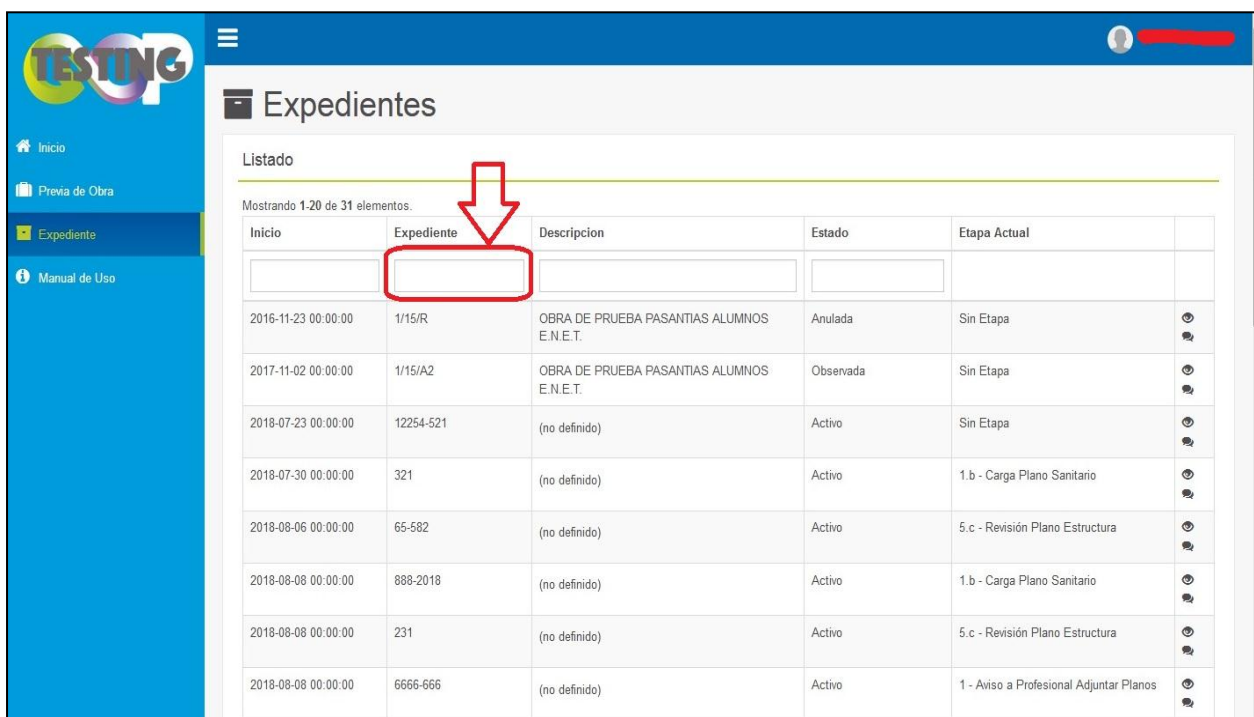 TESTING
COP
Expedientes
Inicio
Previa de Obra
Expediente
Manual de Uso
Listado
Mostrando 1-20 de 31 elementos.
Inicio Expediente Descripcion Estado Etapa Actual
2016-11-23 00:00:00 1/15/R OBRA DE PRUEBA PASANTIAS ALUMNOS Anulada Sin Etapa
E.N.E.T.
2017-11-02 00:00:00 1/15/A2 OBRA DE PRUEBA PASANTIAS ALUMNOS Observada Sin Etapa
E.N.E.T.
2018-07-23 00:00:00 12254-521 (no definido) Activo Sin Etapa
2018-07-30 00:00:00 321 (no definido) Activo 1.b - Carga Plano Sanitario
2018-08-06 00:00:00 65-582 (no definido) Activo 5.c - Revisión Plano Estructura
2018-08-08 00:00:00 888-2018 (no definido) Activo 1.b - Carga Plano Sanitario
2018-08-08 00:00:00 231 (no definido) Activo 5.c - Revisión Plano Estructura
2018-08-08 00:00:00 6666-666 (no definido) Activo 1 - Aviso a Profesional Adjuntar Planos